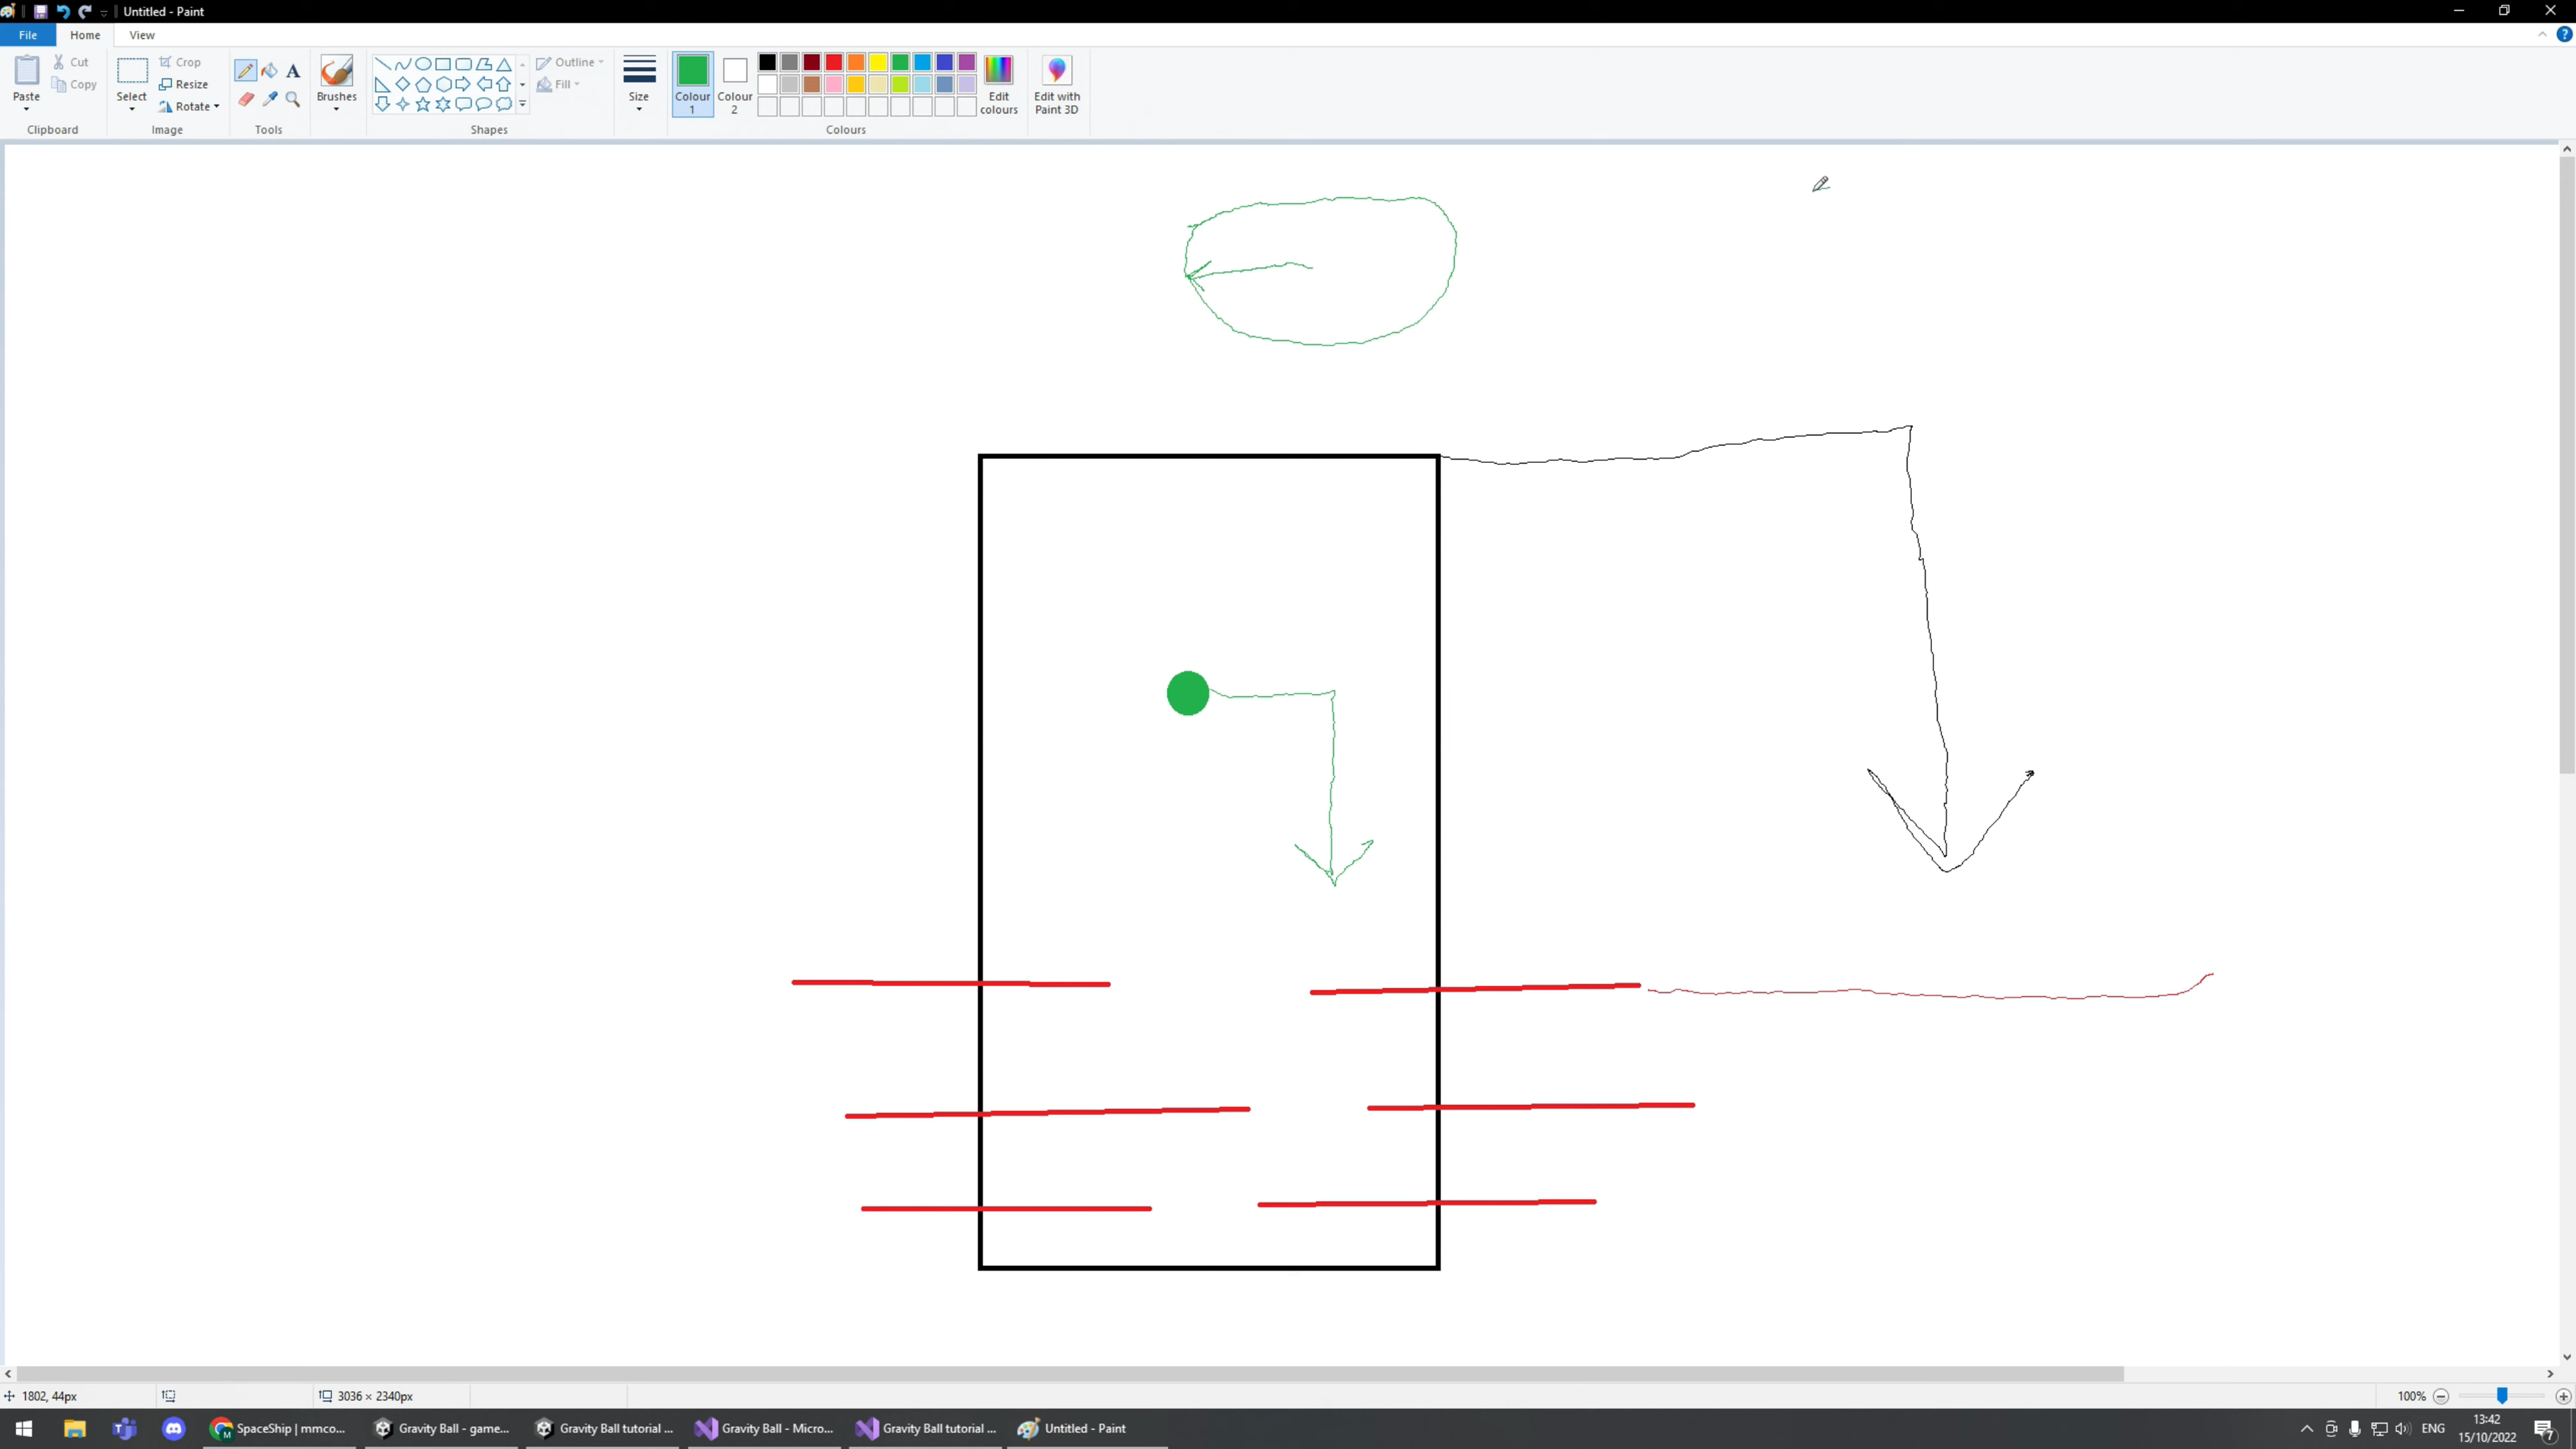 Untitled - Paint
File Home View
Cut
Copy
Paste
Clipboard
Crop
Resize
Rotate
Select
Image
Tools
Brushes
Outline
Fill
Shapes
Size
Colour 1
Colour 2
Colours
Edit colours
Edit with Paint 3D
1802, 44px
3036 × 2340px
100%
SpaceShip | mmco...
Gravity Ball - game...
Gravity Ball tutorial ...
Gravity Ball - Micro...
Gravity Ball tutorial ...
Untitled - Paint
ENG
13:42
15/10/2022
7